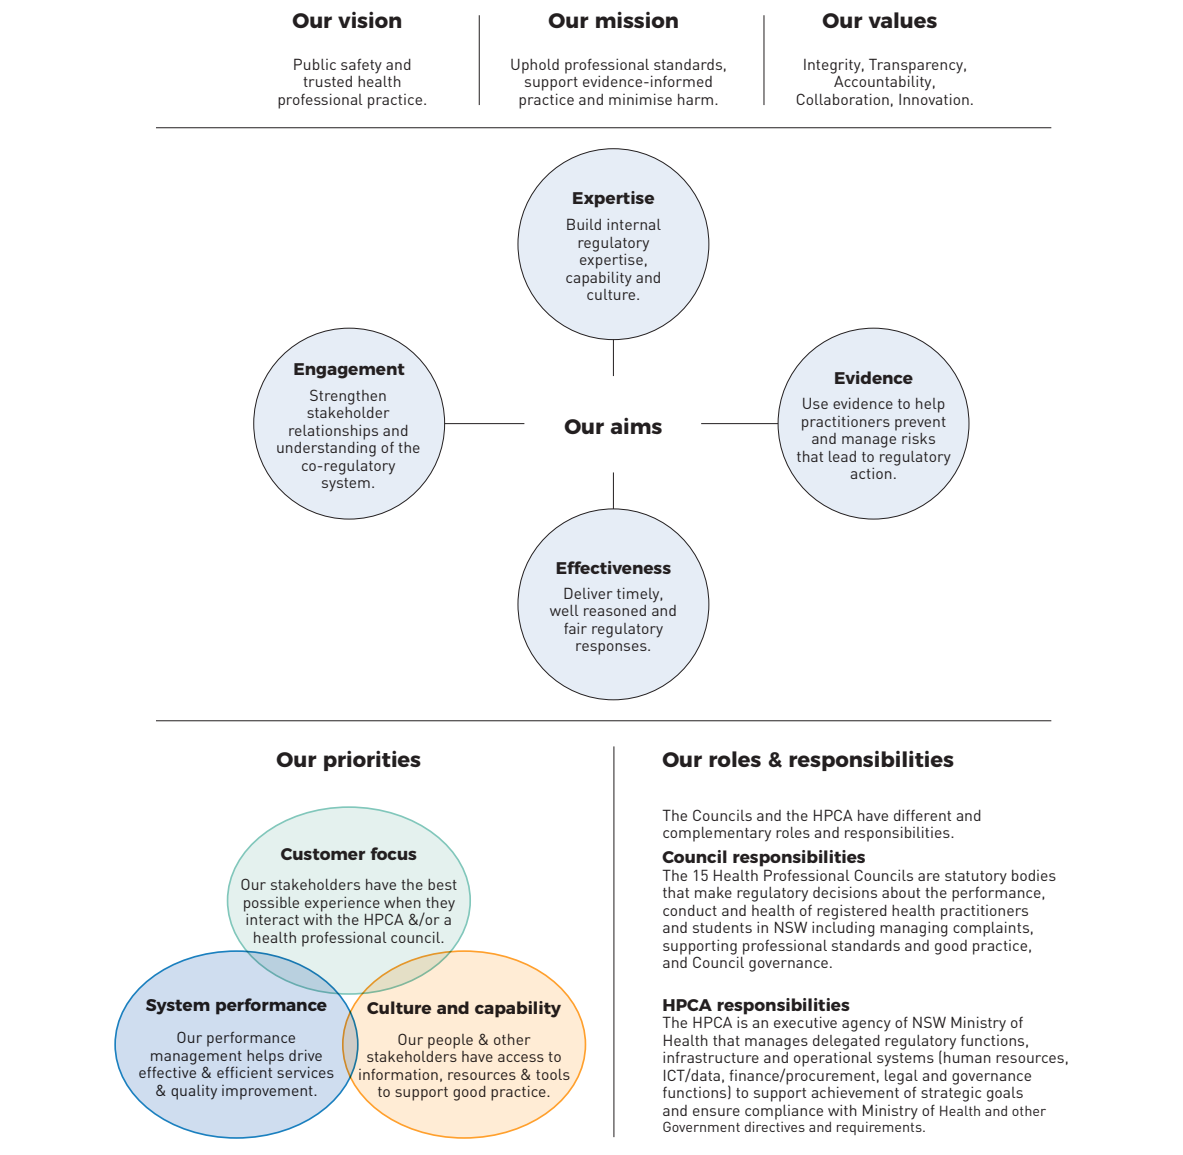 Our vision
Public safety and
trusted health
professional practice.
Our mission
Uphold professional standards,
support evidence-informed
practice and minimise harm.
Our values
Integrity, Transparency,
Accountability,
Collaboration, Innovation.
Expertise
Build internal
regulatory
expertise,
capability and
culture.
Engagement
Strengthen
stakeholder
relationships and
understanding of the
co-regulatory
system.
Our aims
Evidence
Use evidence to help
practitioners prevent
and manage risks
that lead to regulatory
action.
Effectiveness
Deliver timely,
well reasoned and
fair regulatory
responses.
Our priorities
Customer focus
Our stakeholders have the best
possible experience when they
interact with the HPCA &/or a
health professional council.
System performance
Our performance
management helps drive
effective & efficient services
& quality improvement.
Culture and capability
Our people & other
stakeholders have access to
information, resources & tools
to support good practice.
Our roles & responsibilities
The Councils and the HPCA have different and
complementary roles and responsibilities.
Council responsibilities
The 15 Health Professional Councils are statutory bodies
that make regulatory decisions about the performance,
conduct and health of registered health practitioners
and students in NSW including managing complaints,
supporting professional standards and good practice,
and Council governance.
HPCA responsibilities
The HPCA is an executive agency of NSW Ministry of
Health that manages delegated regulatory functions,
infrastructure and operational systems (human resources,
ICT/data, finance/procurement, legal and governance
functions) to support achievement of strategic goals
and ensure compliance with Ministry of Health and other
Government directives and requirements.